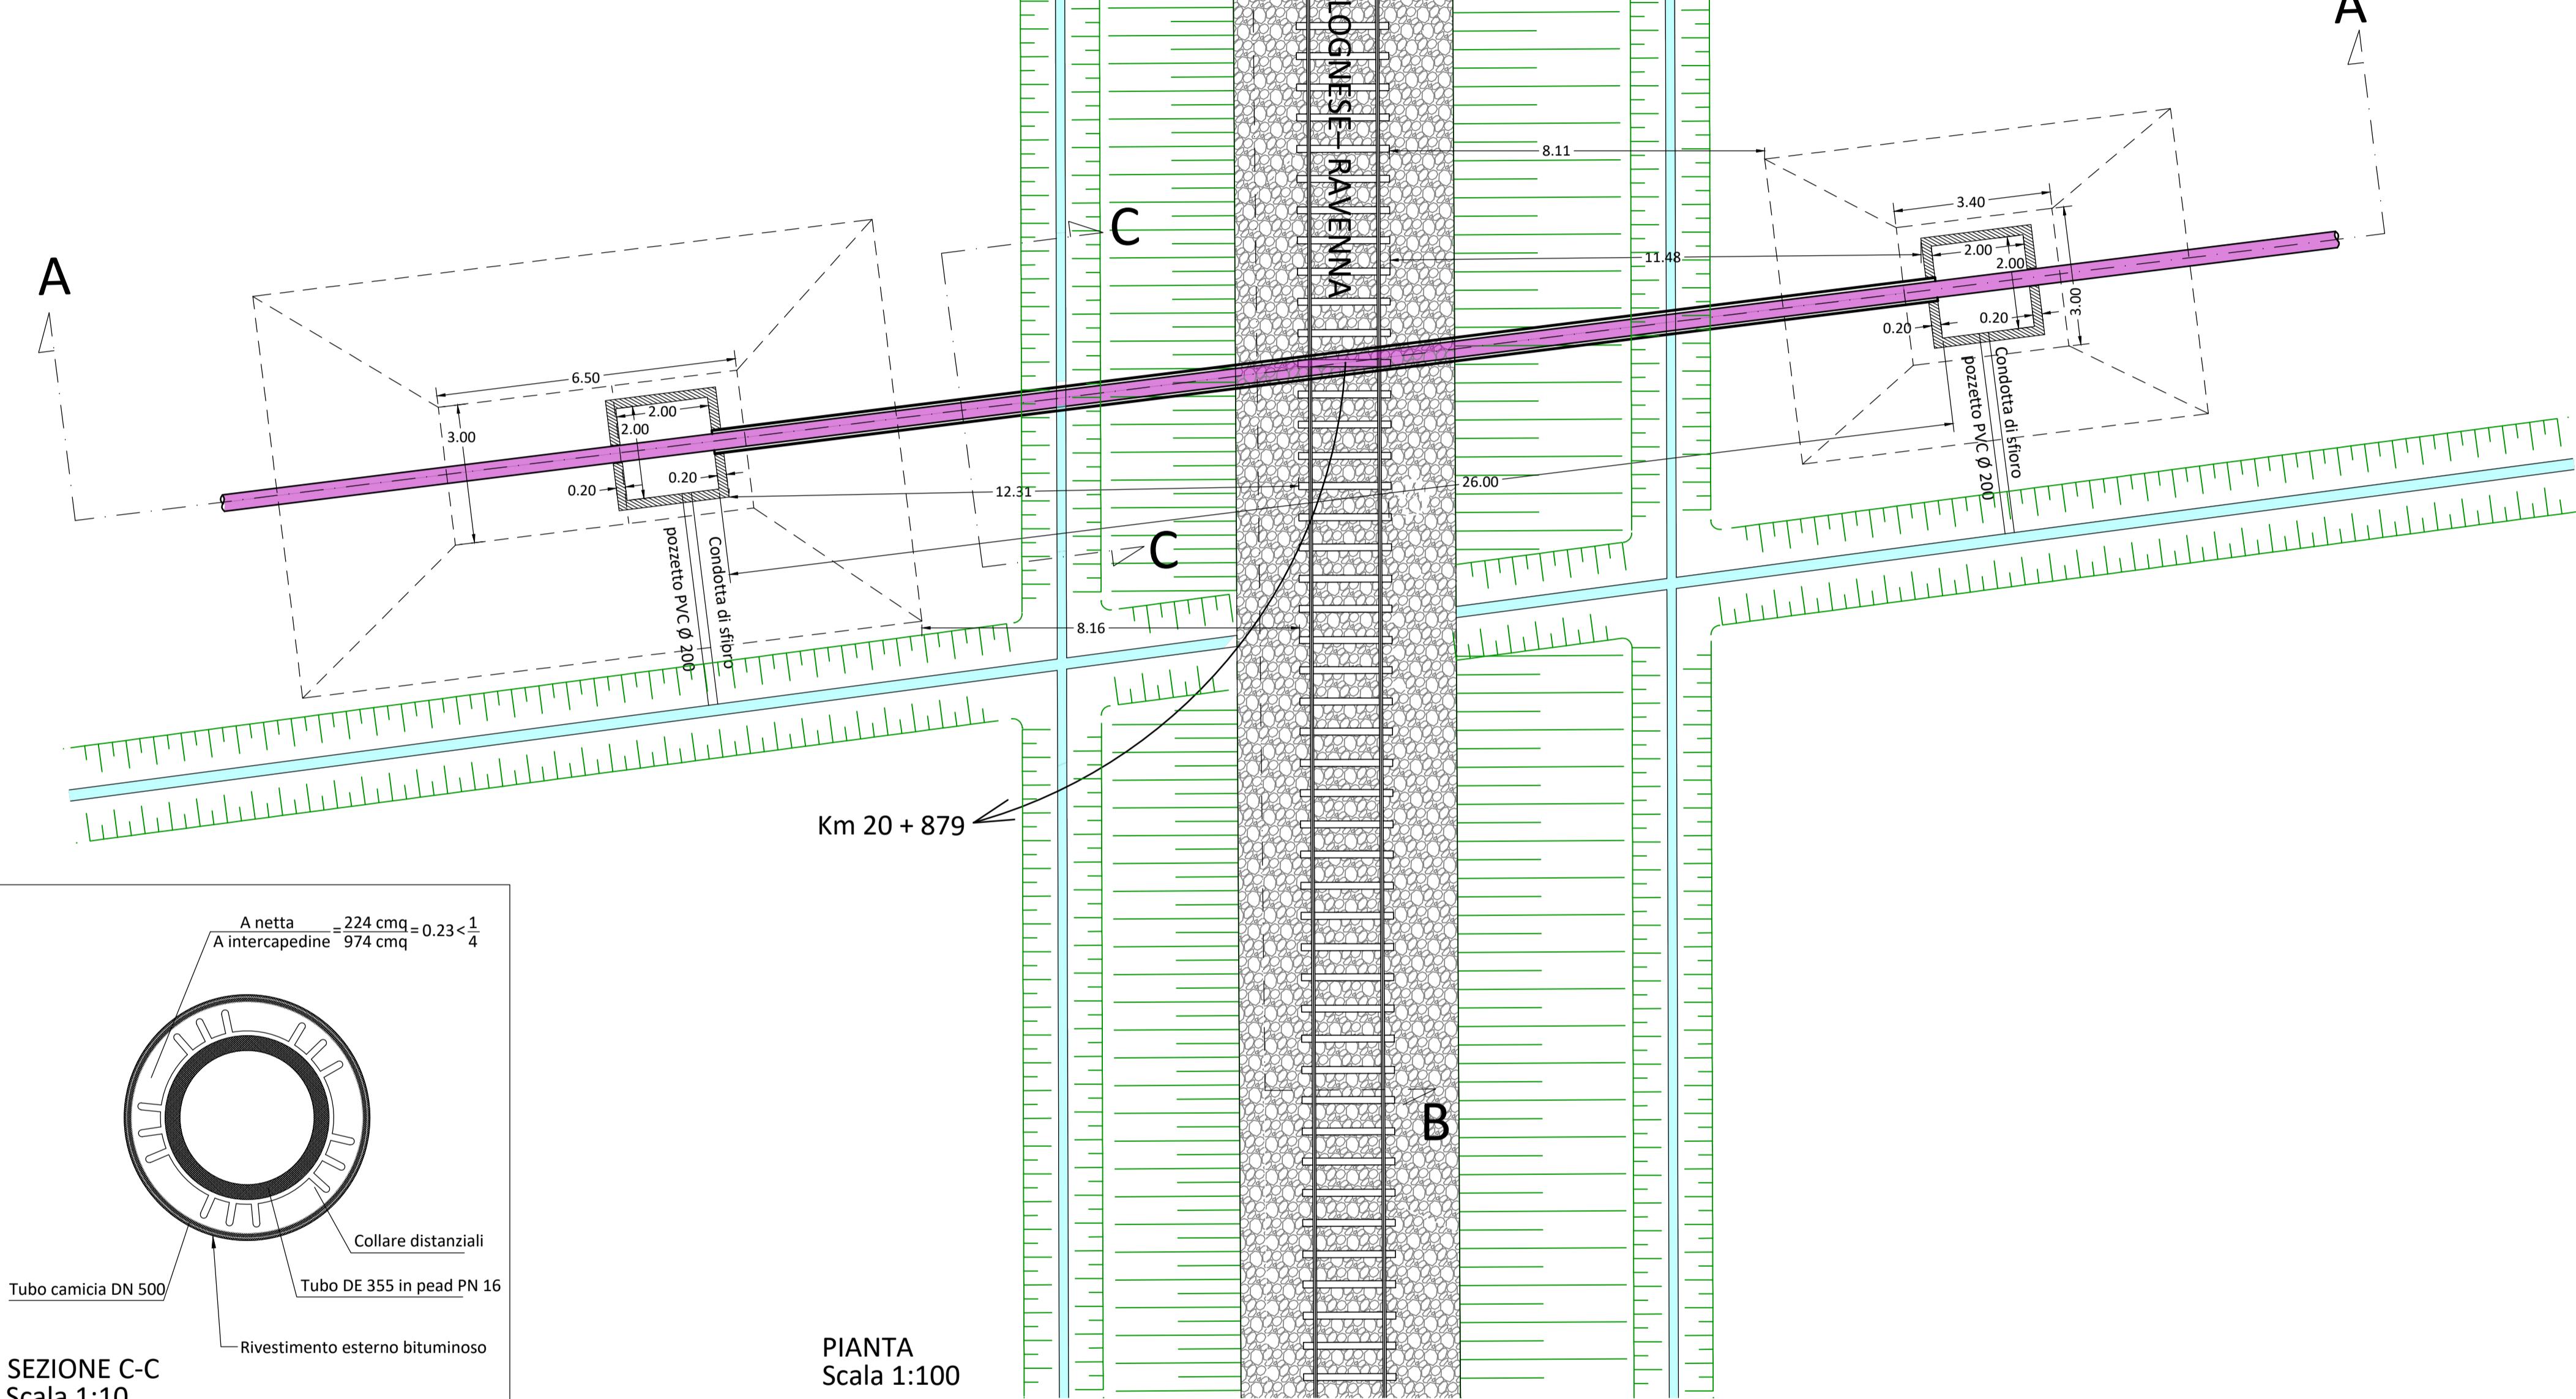 A
A
LOGNESE– RAVENNA
8.11
C
3.40
11.48
2.00
2.00
3.00
0.20
0.20
6.50
2.00
2.00
3.00
0.20
0.20
12.31
26.00
C
pozzetto PVC Ø 200
Condotta di sfioro
pozzetto PVC Ø 200
Condotta di sfioro
8.16
Km 20 + 879
B
A netta
A intercapedine
=
224 cmq
974 cmq
= 0.23 <
1
4
Collare distanziali
Tubo camicia DN 500
Tubo DE 355 in pead PN 16
Rivestimento esterno bituminoso
SEZIONE C-C
Scala 1:10
PIANTA
Scala 1:100